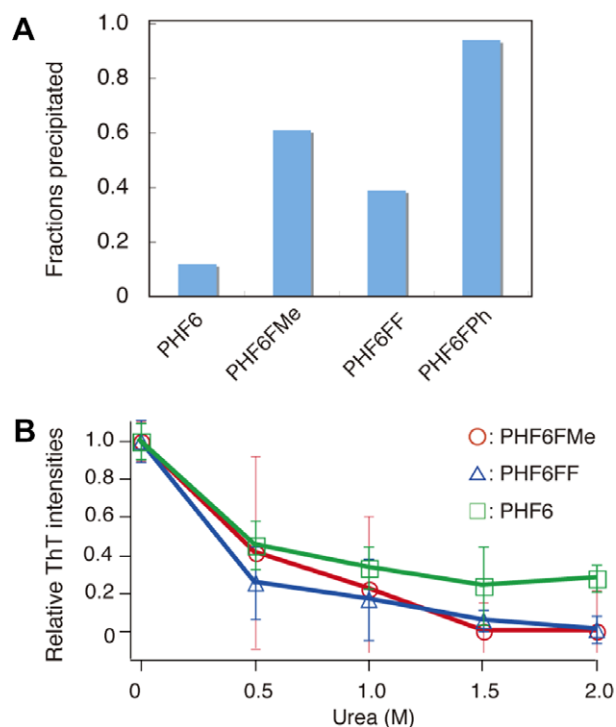 A
Fractions precipitated
1.0
0.8
0.6
0.4
0.2
0
PHF6
PHF6FMe
PHF6FF
PHF6FPh
B
Relative ThT intensities
1.0
0.8
0.6
0.4
0.2
0
: PHF6FMe
: PHF6FF
: PHF6
0 0.5 1.0 1.5 2.0
Urea (M)